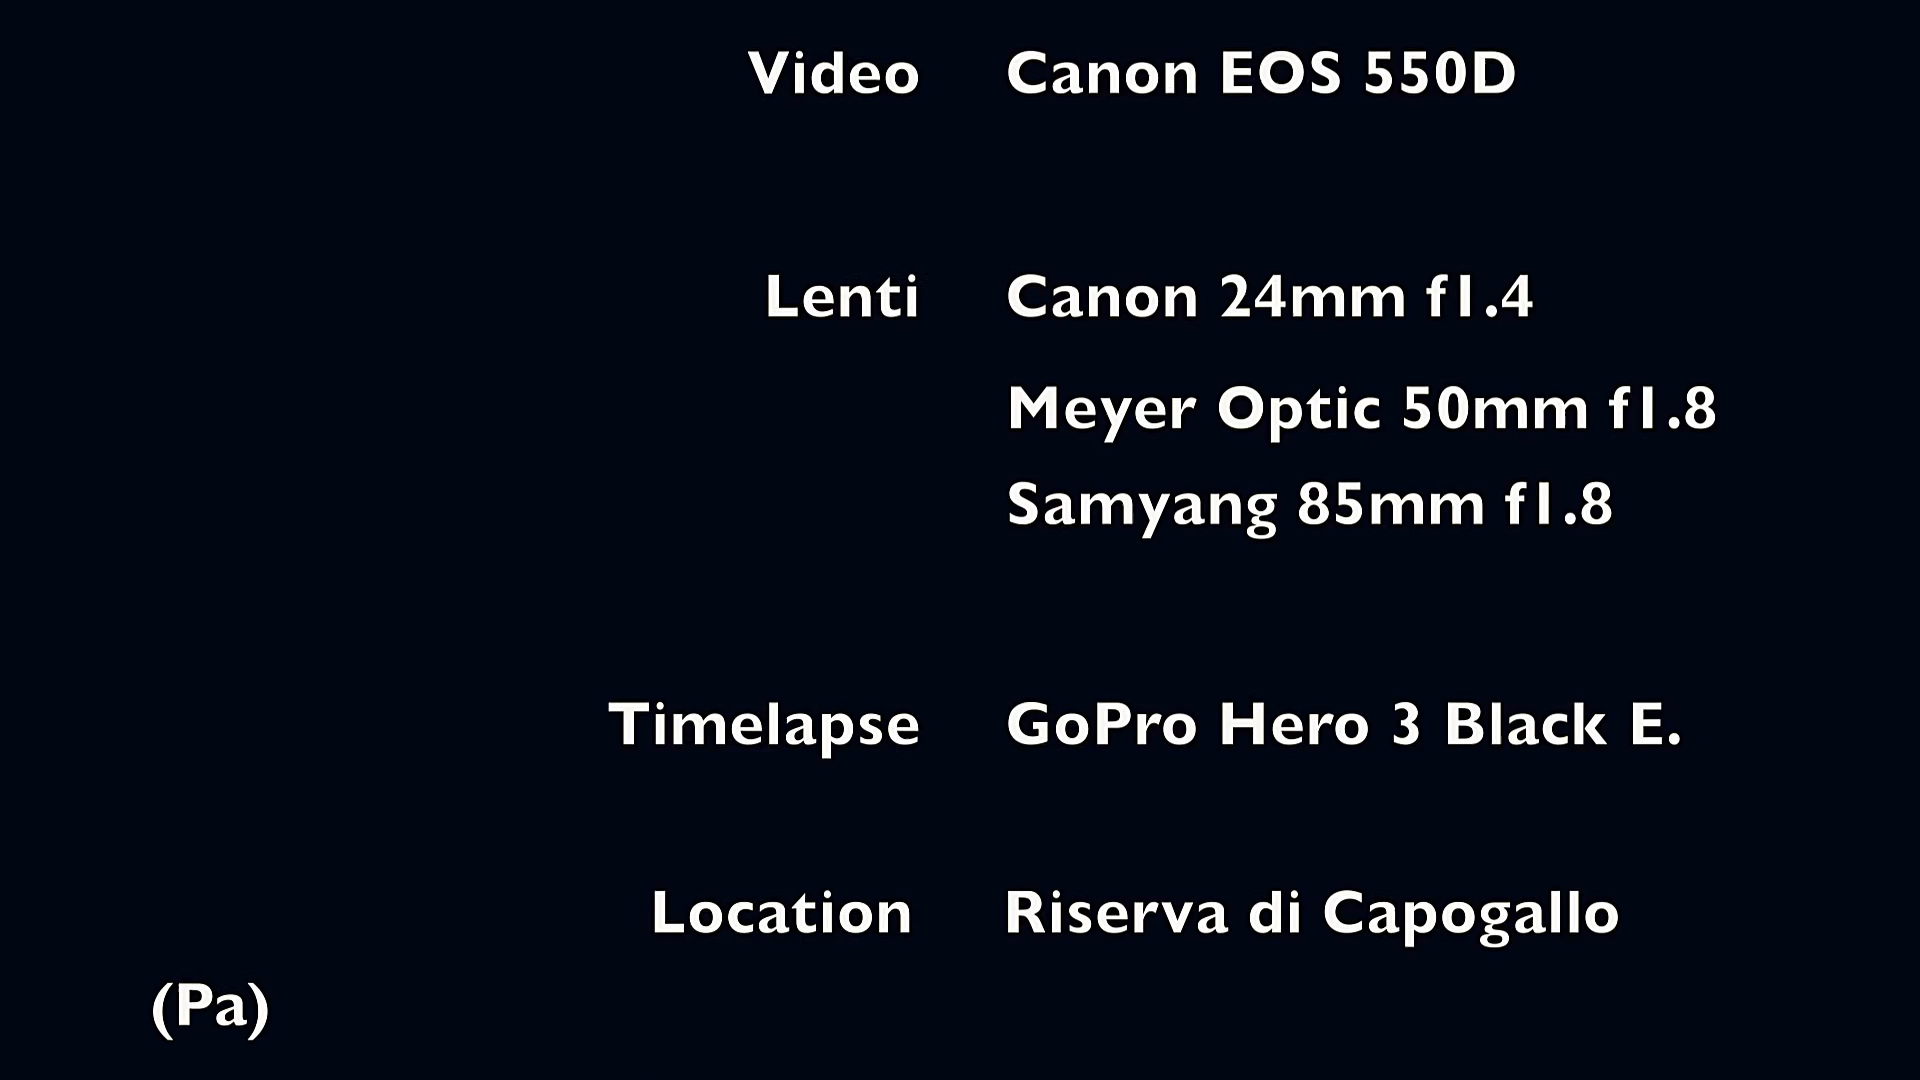 Video Canon EOS 550D
Lenti Canon 24mm f1.4
Meyer Optic 50mm f1.8
Samyang 85mm f1.8
Timelapse GoPro Hero 3 Black E.
Location Riserva di Capogallo
(Pa)